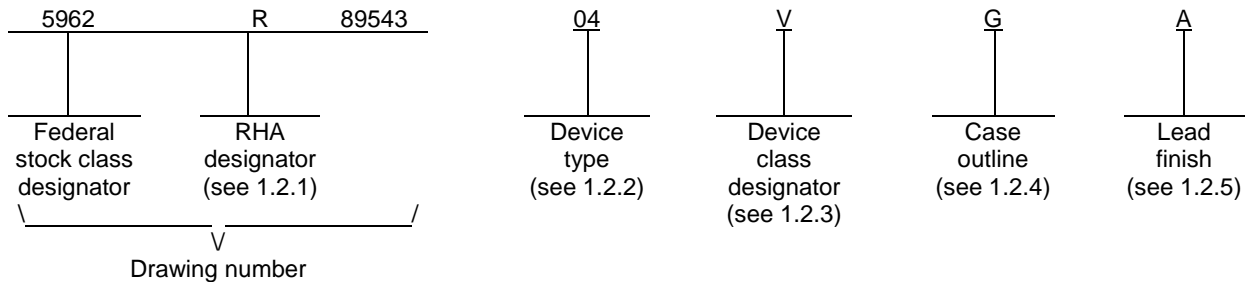 5962 R 89543 04 V G A
Federal stock class designator
RHA designator (see 1.2.1)
Device type (see 1.2.2)
Device class designator (see 1.2.3)
Case outline (see 1.2.4)
Lead finish (see 1.2.5)
\ /
\/
Drawing number